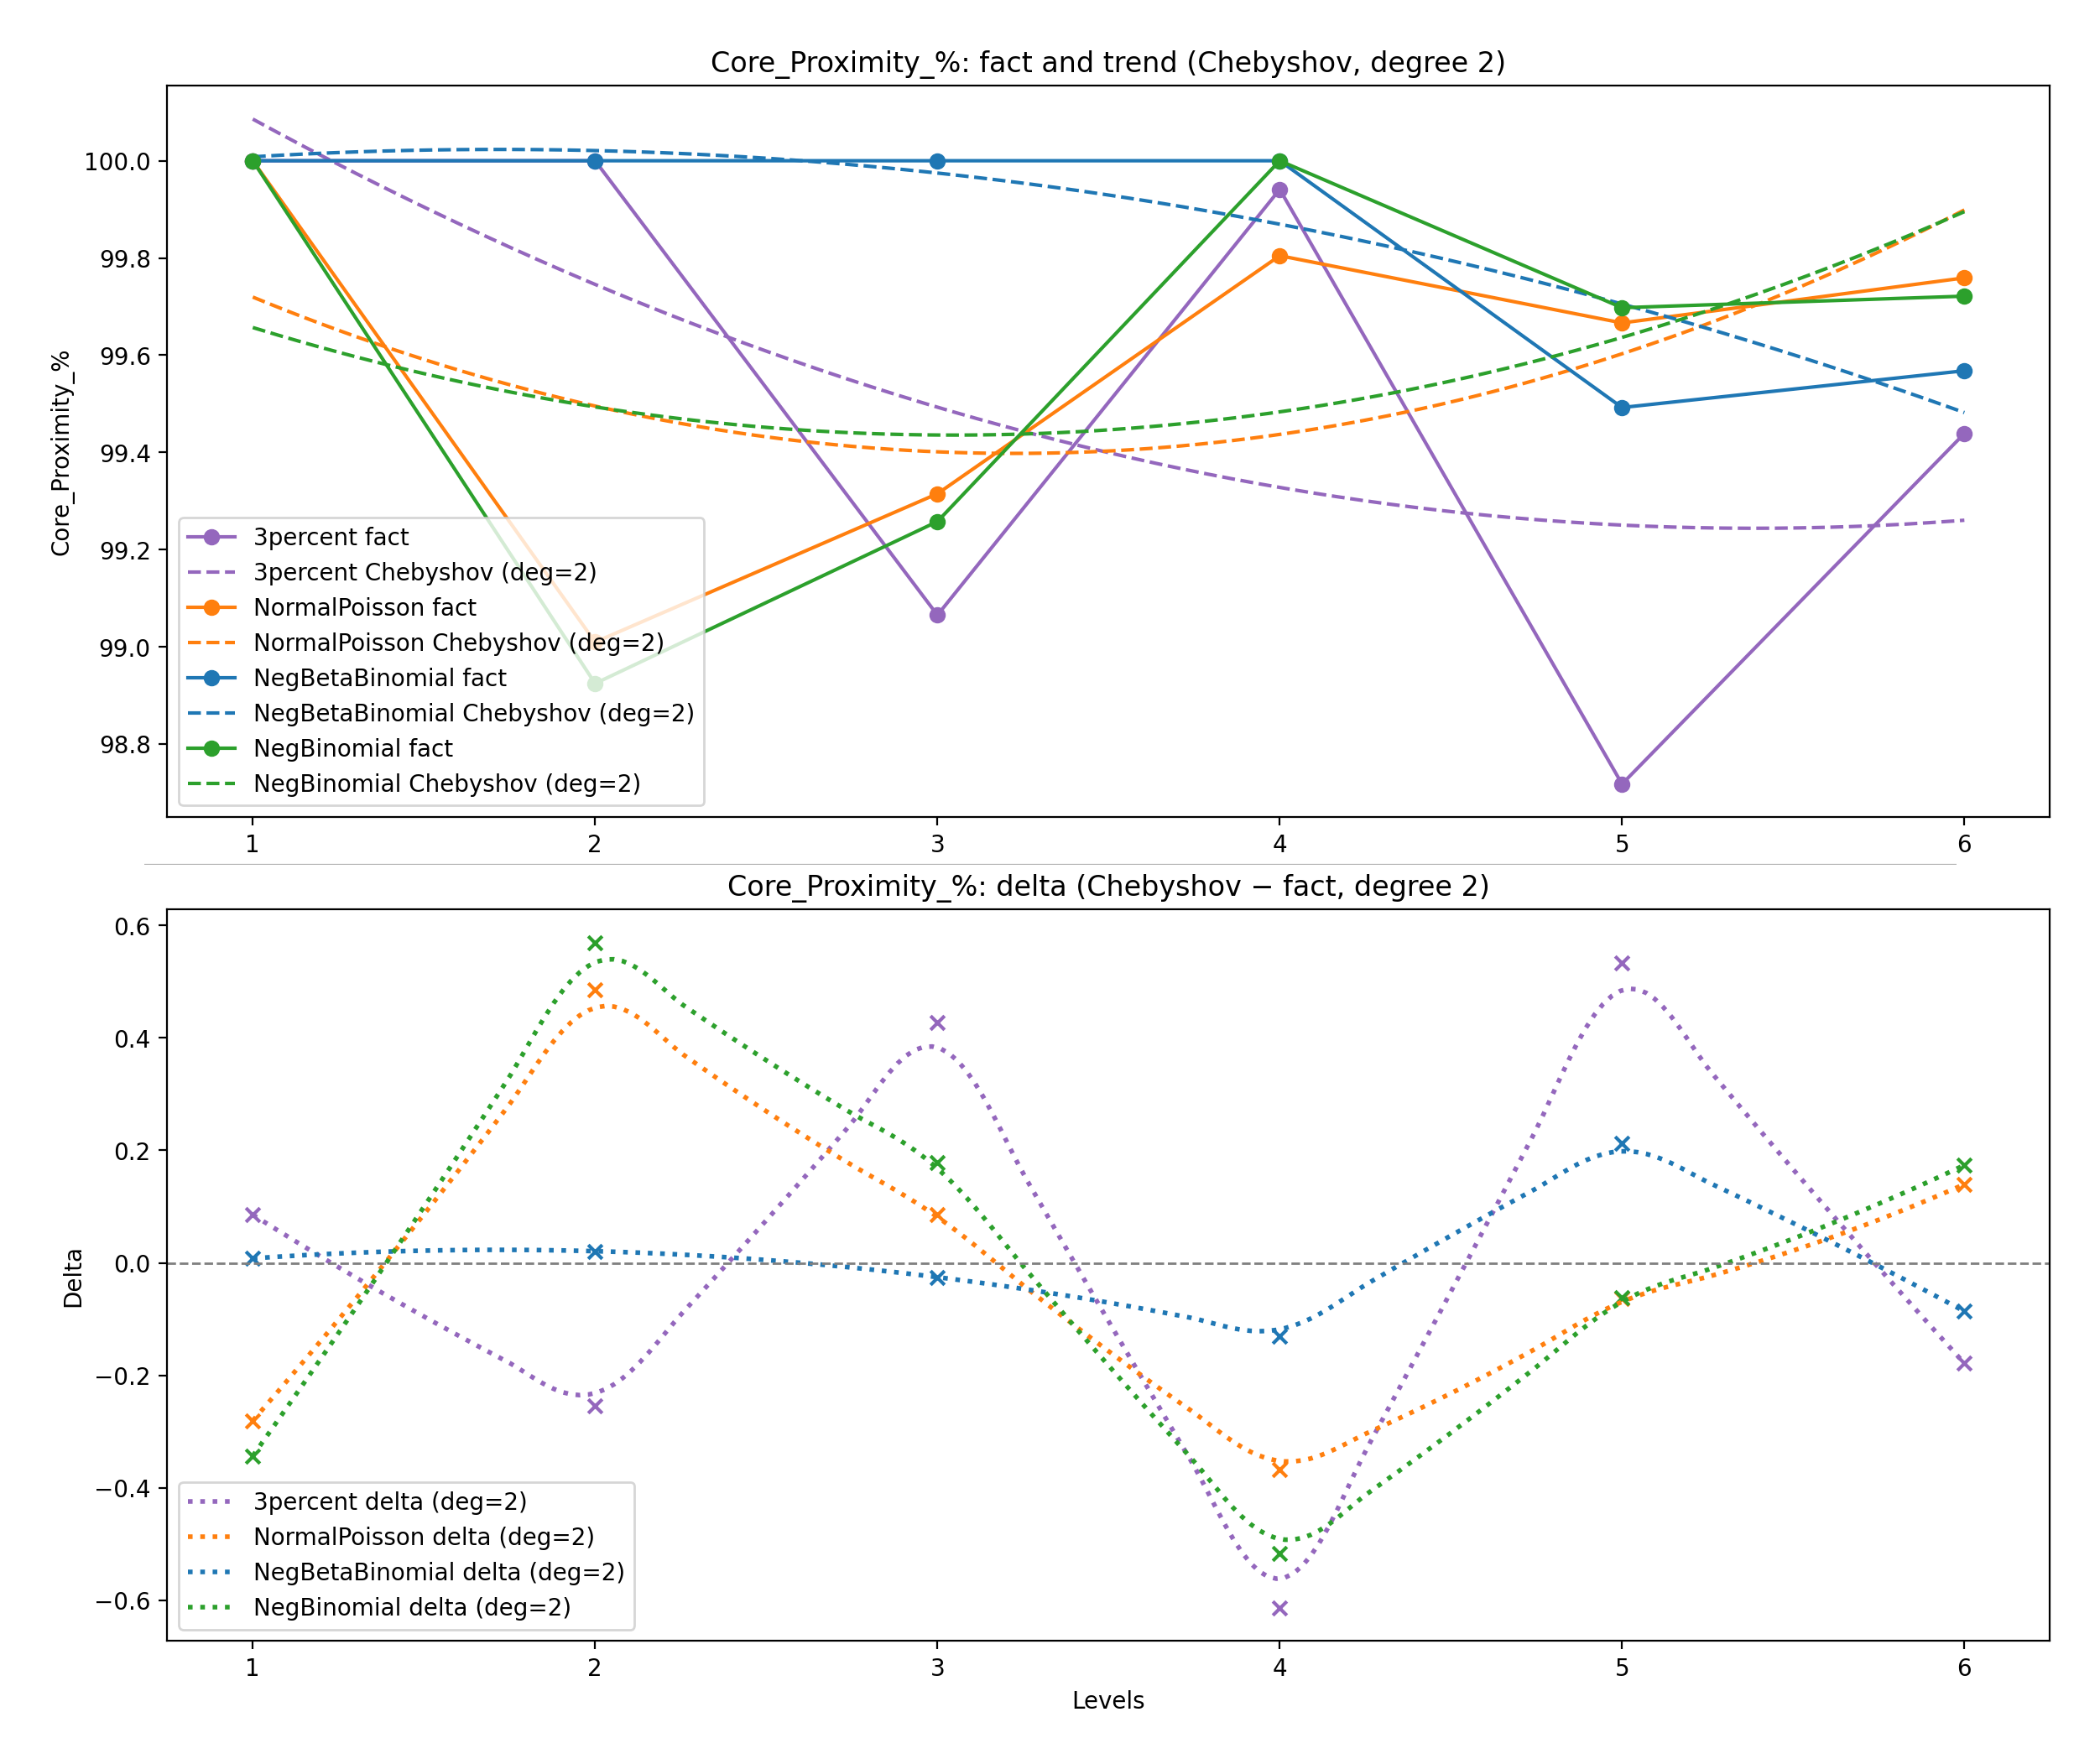 Core_Proximity_%: fact and trend (Chebyshov, degree 2)
Core_Proximity_%
100.0
99.8
99.6
99.4
99.2
99.0
98.8
3percent fact
3percent Chebyshov (deg=2)
NormalPoisson fact
NormalPoisson Chebyshov (deg=2)
NegBetaBinomial fact
NegBetaBinomial Chebyshov (deg=2)
NegBinomial fact
NegBinomial Chebyshov (deg=2)
1 2 3 4 5 6
Core_Proximity_%: delta (Chebyshov − fact, degree 2)
Delta
0.6
0.4
0.2
0.0
−0.2
−0.4
−0.6
3percent delta (deg=2)
NormalPoisson delta (deg=2)
NegBetaBinomial delta (deg=2)
NegBinomial delta (deg=2)
1 2 3 4 5 6
Levels